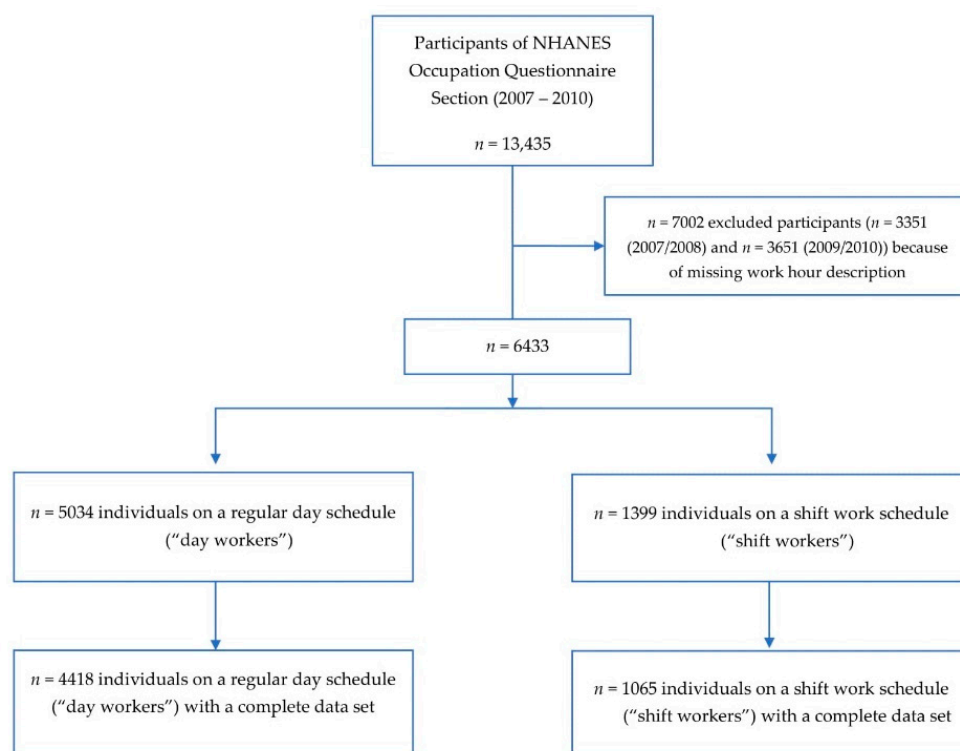 Participants of NHANES
Occupation Questionnaire
Section (2007 – 2010)
n = 13,435
n = 7002 excluded participants (n = 3351
(2007/2008) and n = 3651 (2009/2010)) because
of missing work hour description
n = 6433
n = 5034 individuals on a regular day schedule
(“day workers”)
n = 1399 individuals on a shift work schedule
(“shift workers”)
n = 4418 individuals on a regular day schedule
(“day workers”) with a complete data set
n = 1065 individuals on a shift work schedule
(“shift workers”) with a complete data set